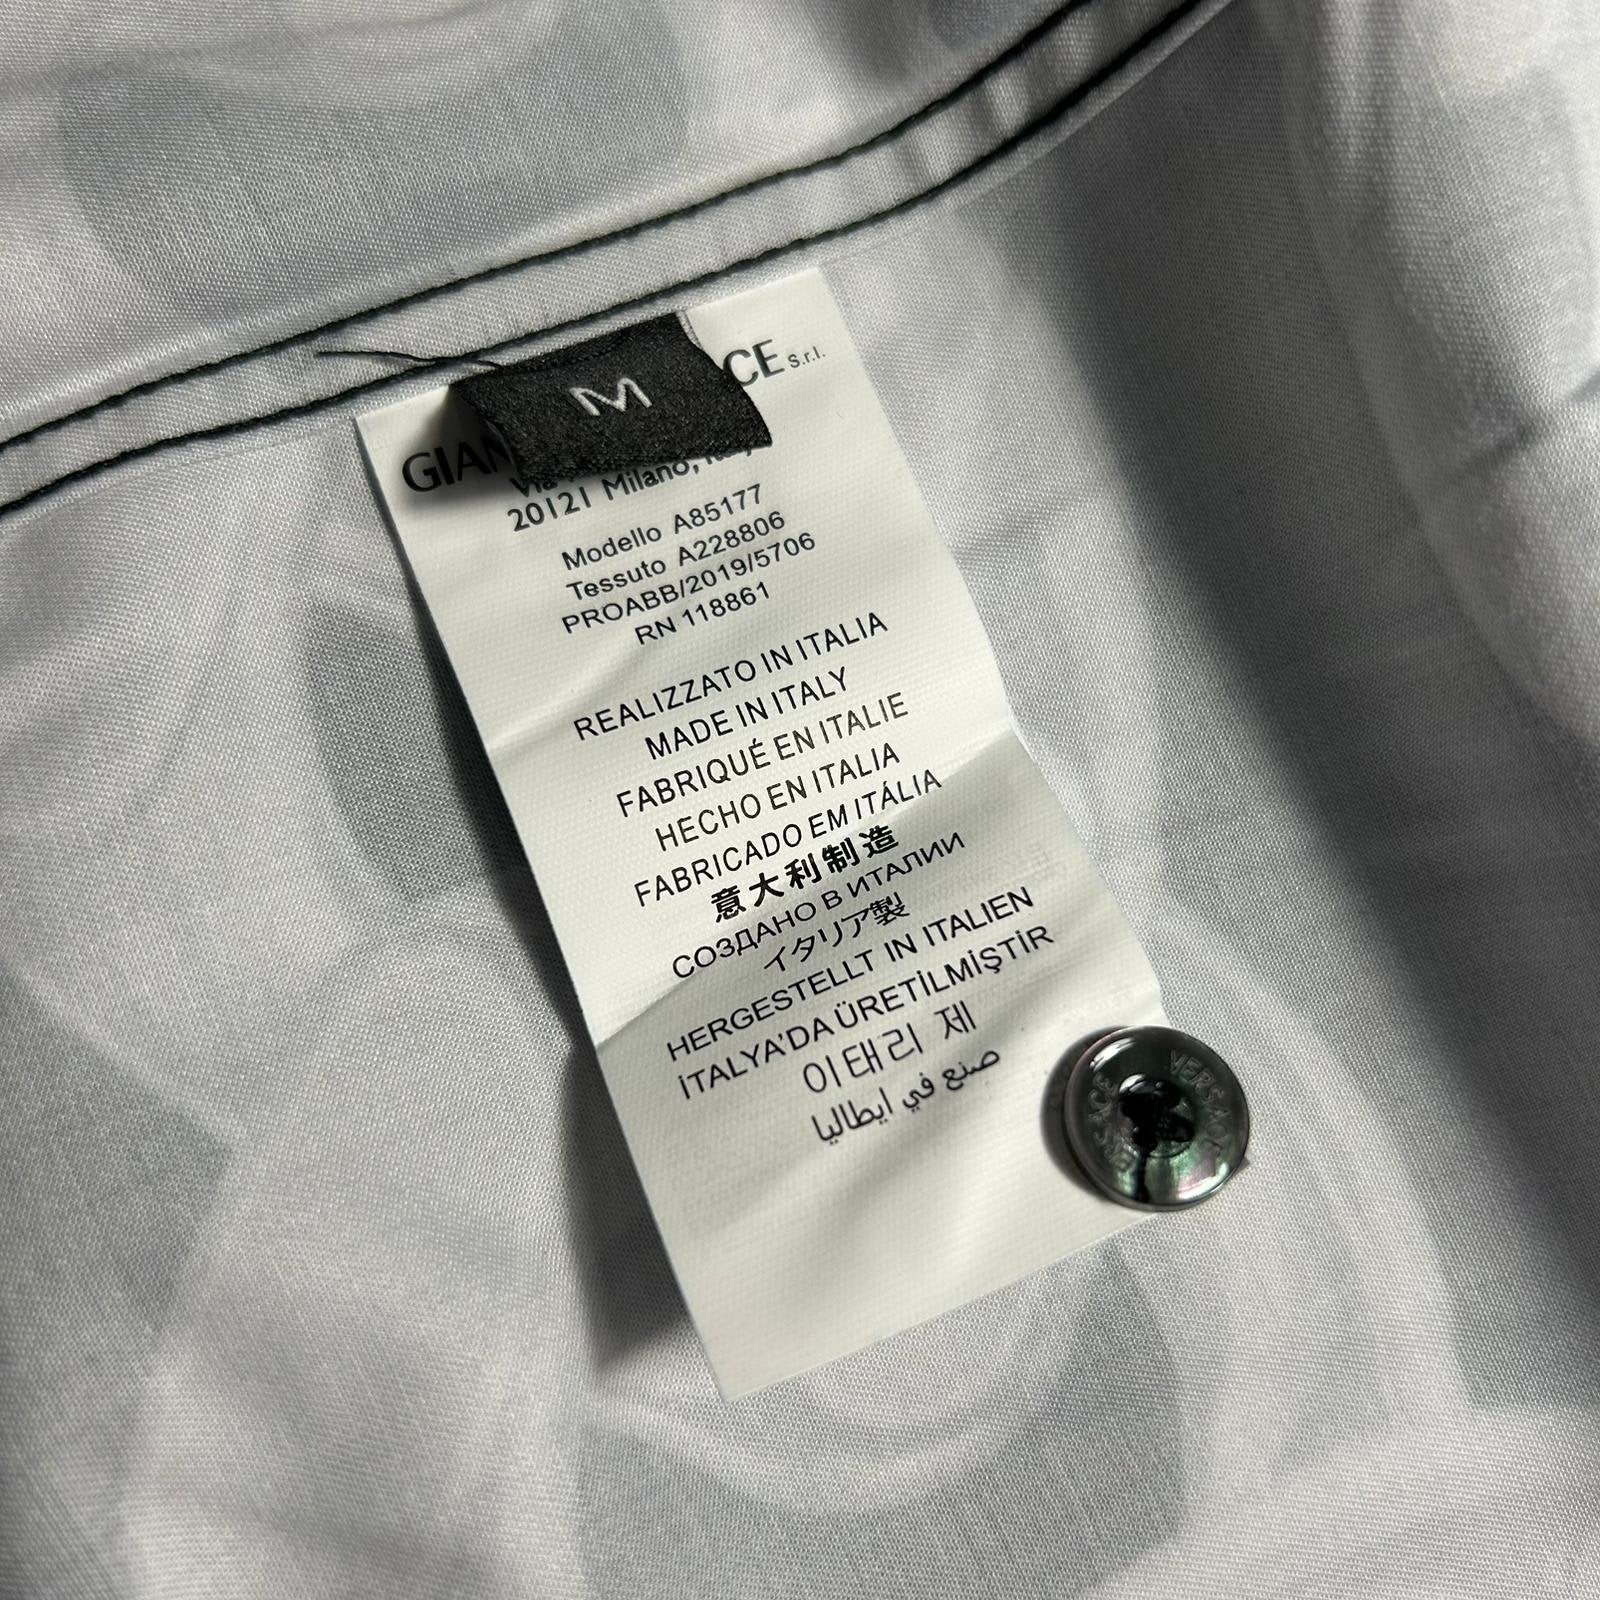 M
CE S.r.l.
20121 Milano,
Modello A85177
Tessuto A228806
PROABB/2019/5706
RN 118861
REALIZZATO IN ITALIA
MADE IN ITALY
FABRIQUÉ EN ITALIE
HECHO EN ITALIA
FABRICADO EM ITÁLIA
意大利制造
СОЗДАНО В ИТАЛИИ
イタリア製
HERGESTELLT IN ITALIEN
İTALYA'DA ÜRETİLMİŞTİR
이태리 제
صنع في ايطاليا
VERSACE